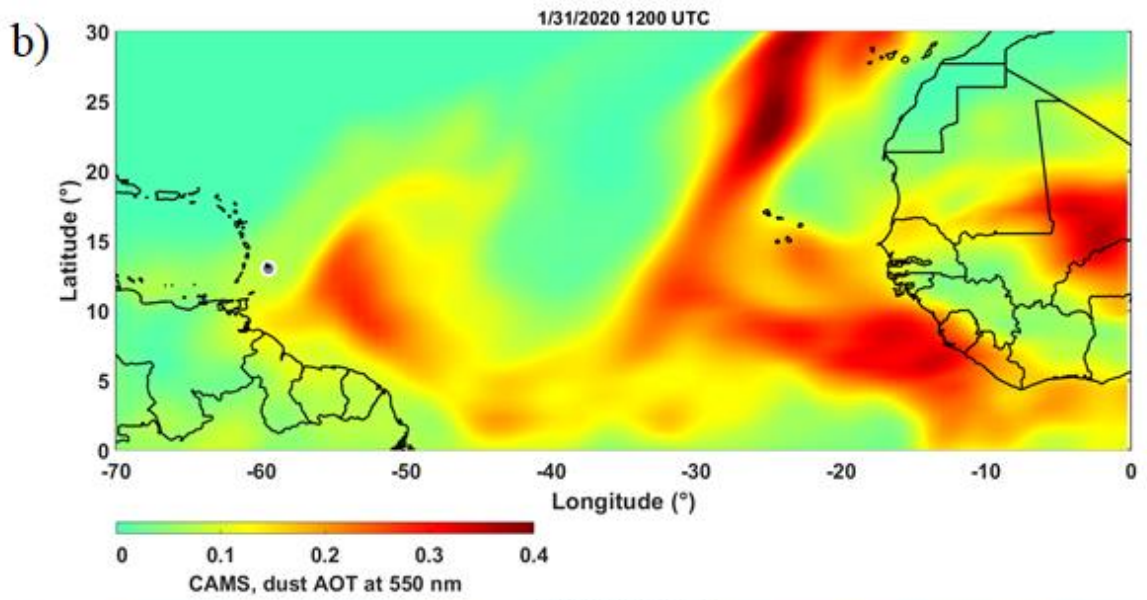 1/31/2020 1200 UTC
b)
30
25
20
15
10
5
0
Latitude (°)
-70 -60 -50 -40 -30 -20 -10 0
Longitude (°)
0 0.1 0.2 0.3 0.4
CAMS, dust AOT at 550 nm